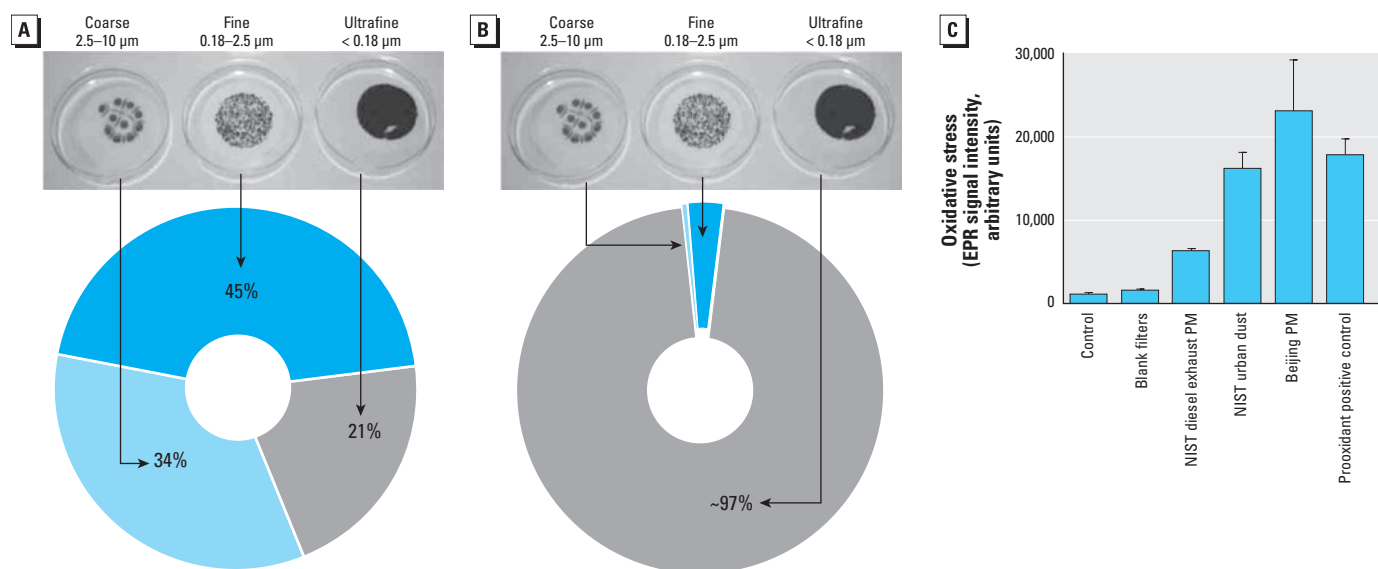 A
Coarse
2.5–10 µm
Fine
0.18–2.5 µm
Ultrafine
< 0.18 µm
45%
34%
21%
B
Coarse
2.5–10 µm
Fine
0.18–2.5 µm
Ultrafine
< 0.18 µm
~97%
C
Oxidative stress
(EPR signal intensity,
arbitrary units)
30,000
20,000
10,000
0
Control
Blank filters
NIST diesel exhaust PM
NIST urban dust
Beijing PM
Prooxidant positive control